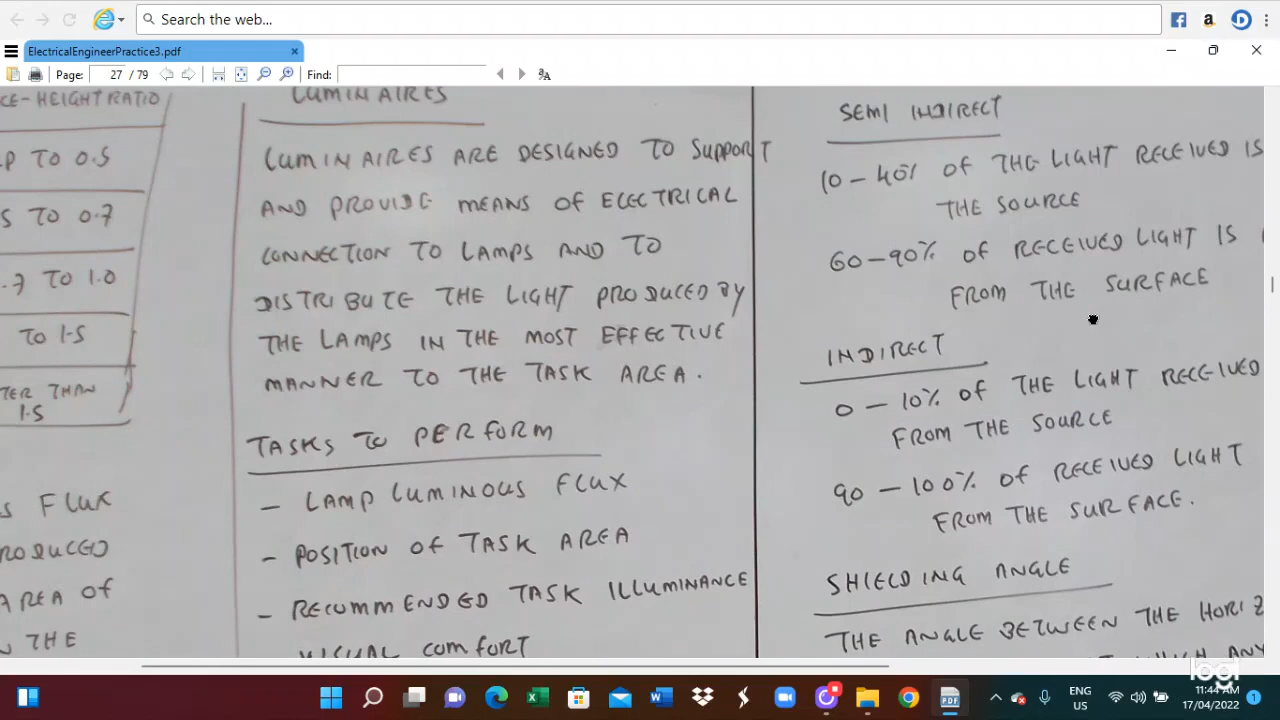 Search the web...
ElectricalEngineerPractice3.pdf
Page: 27 / 79
Find:
CE-HEIGHT RATIO
P TO 0.5
S TO 0.7
.7 TO 1.0
TO 1.5
TER THAN
1.5
S FLUX
RODUCED
AREA OF
N THE
LUMINAIRES
LUMINAIRES ARE DESIGNED TO SUPPORT
AND PROVIDE MEANS OF ELECTRICAL
CONNECTION TO LAMPS AND TO
DISTRIBUTE THE LIGHT PRODUCED BY
THE LAMPS IN THE MOST EFFECTIVE
MANNER TO THE TASK AREA.
TASKS TO PERFORM
- LAMP LUMINOUS FLUX
- POSITION OF TASK AREA
- RECOMMENDED TASK ILLUMINANCE
VISUAL COMFORT
SEMI INDIRECT
10-40% OF THE LIGHT RECEIVED IS
THE SOURCE
60-90% OF RECEIVED LIGHT IS
FROM THE SURFACE
INDIRECT
0-10% OF THE LIGHT RECEIVED
FROM THE SOURCE
90-100% OF RECEIVED LIGHT
FROM THE SURFACE.
SHIELDING ANGLE
THE ANGLE BETWEEN THE HORIZ
WHICH ANY
logi
ENG
US
11:44 AM
17/04/2022